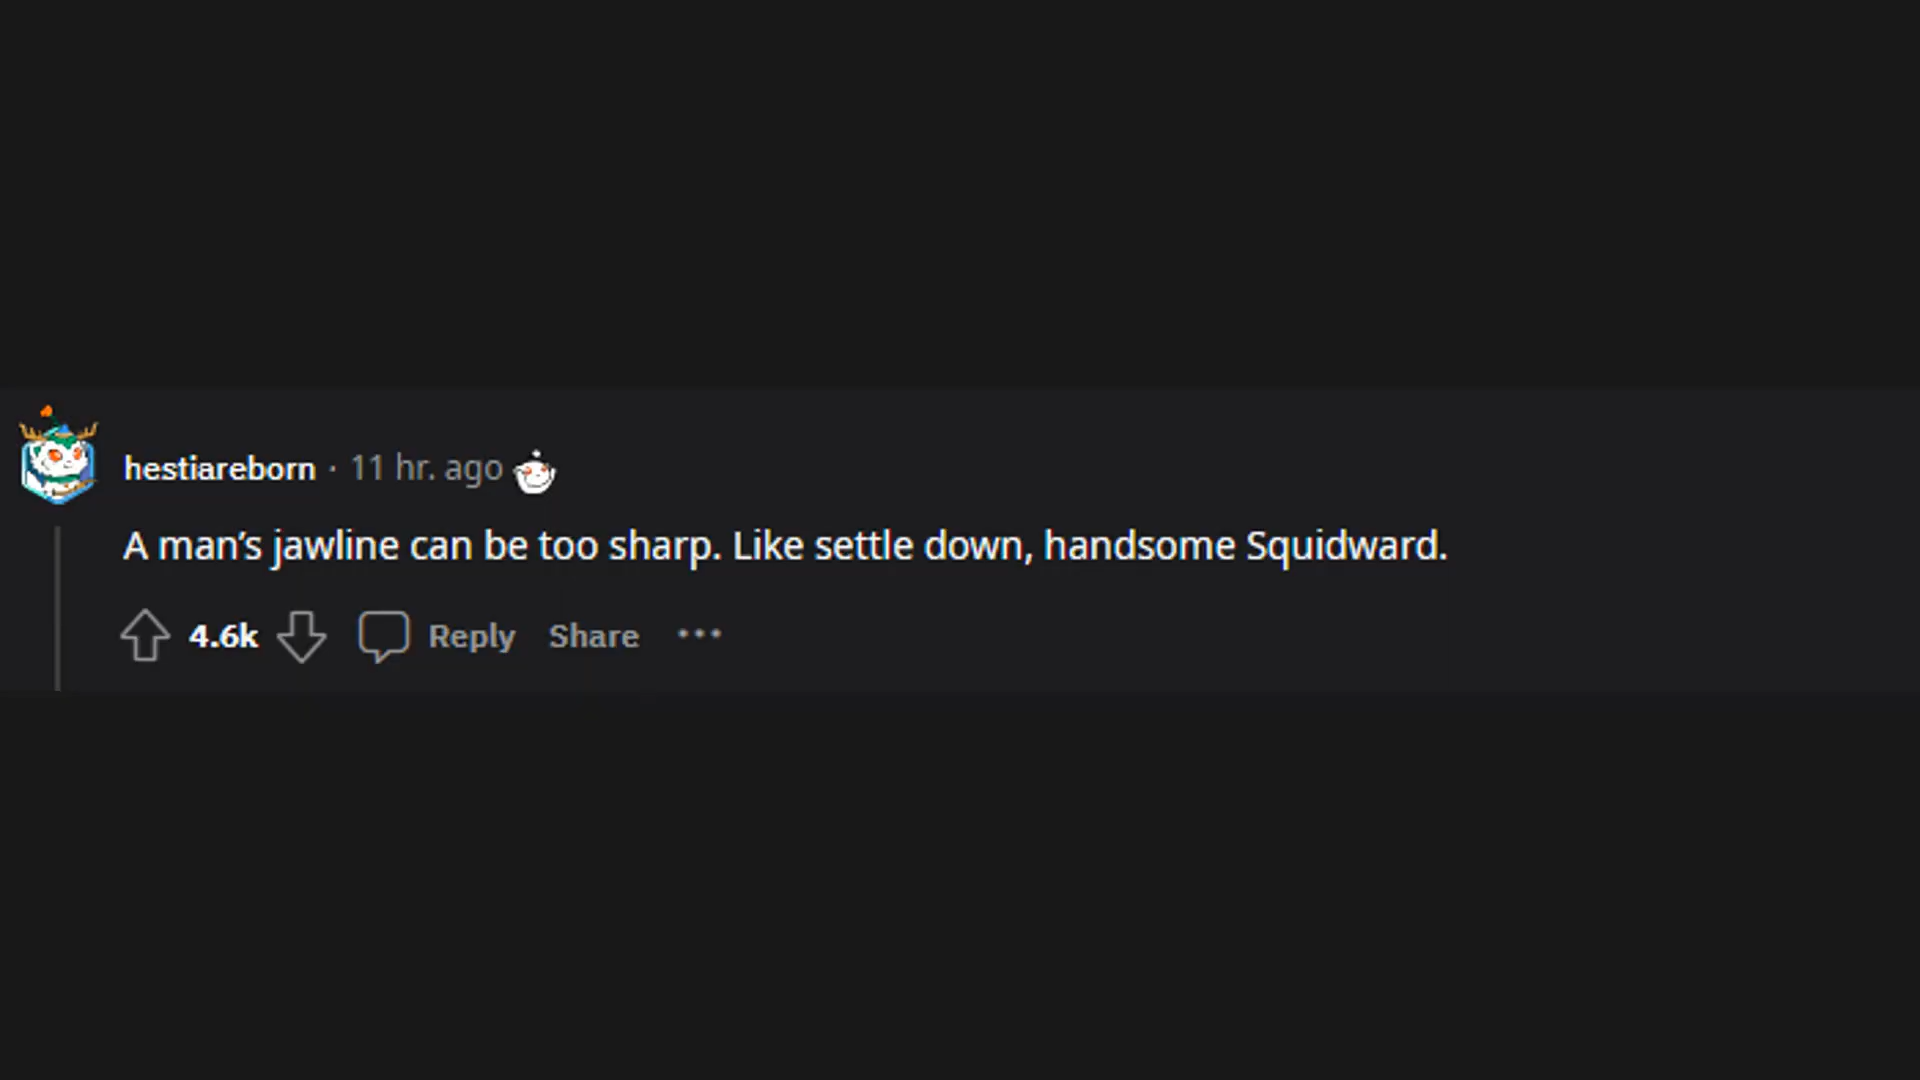 hestiareborn · 11 hr. ago
A man’s jawline can be too sharp. Like settle down, handsome Squidward.
4.6k Reply Share ···